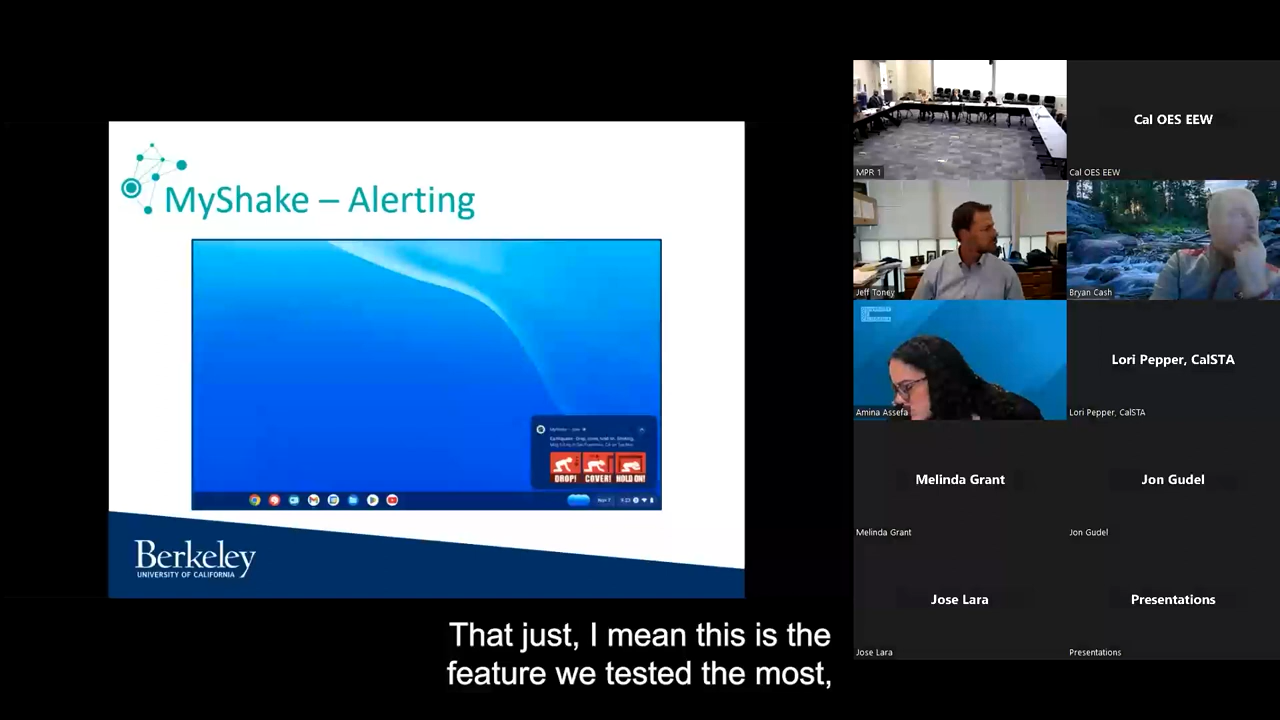 MyShake – Alerting
DROP! COVER! HOLD ON!
Berkeley
UNIVERSITY OF CALIFORNIA
MPR 1
Cal OES EEW
Cal OES EEW
Jeff Toney
Bryan Cash
Amina Assefa
Lori Pepper, CalSTA
Lori Pepper, CalSTA
Melinda Grant
Melinda Grant
Jon Gudel
Jon Gudel
Jose Lara
Jose Lara
Presentations
Presentations
That just, I mean this is the
feature we tested the most,